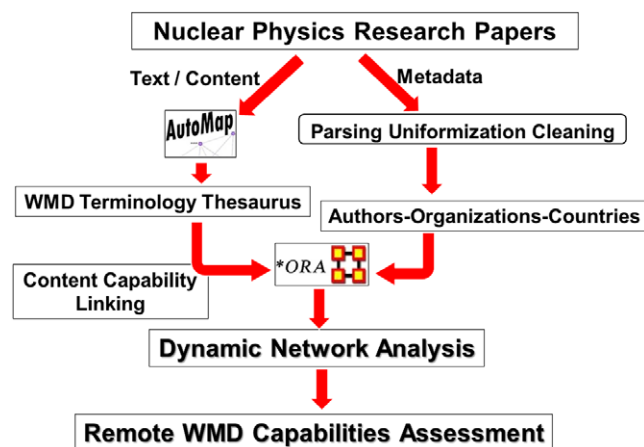 Nuclear Physics Research Papers
Text / Content
Metadata
AutoMap
Parsing Uniformization Cleaning
WMD Terminology Thesaurus
Authors-Organizations-Countries
*ORA
Content Capability
Linking
Dynamic Network Analysis
Remote WMD Capabilities Assessment